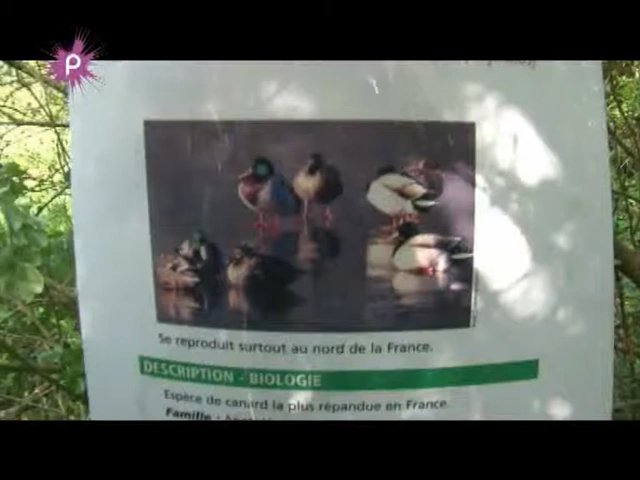 P
Se reproduit surtout au nord de la France.
DESCRIPTION - BIOLOGIE
Espèce de canard la plus répandue en France.
Famille :